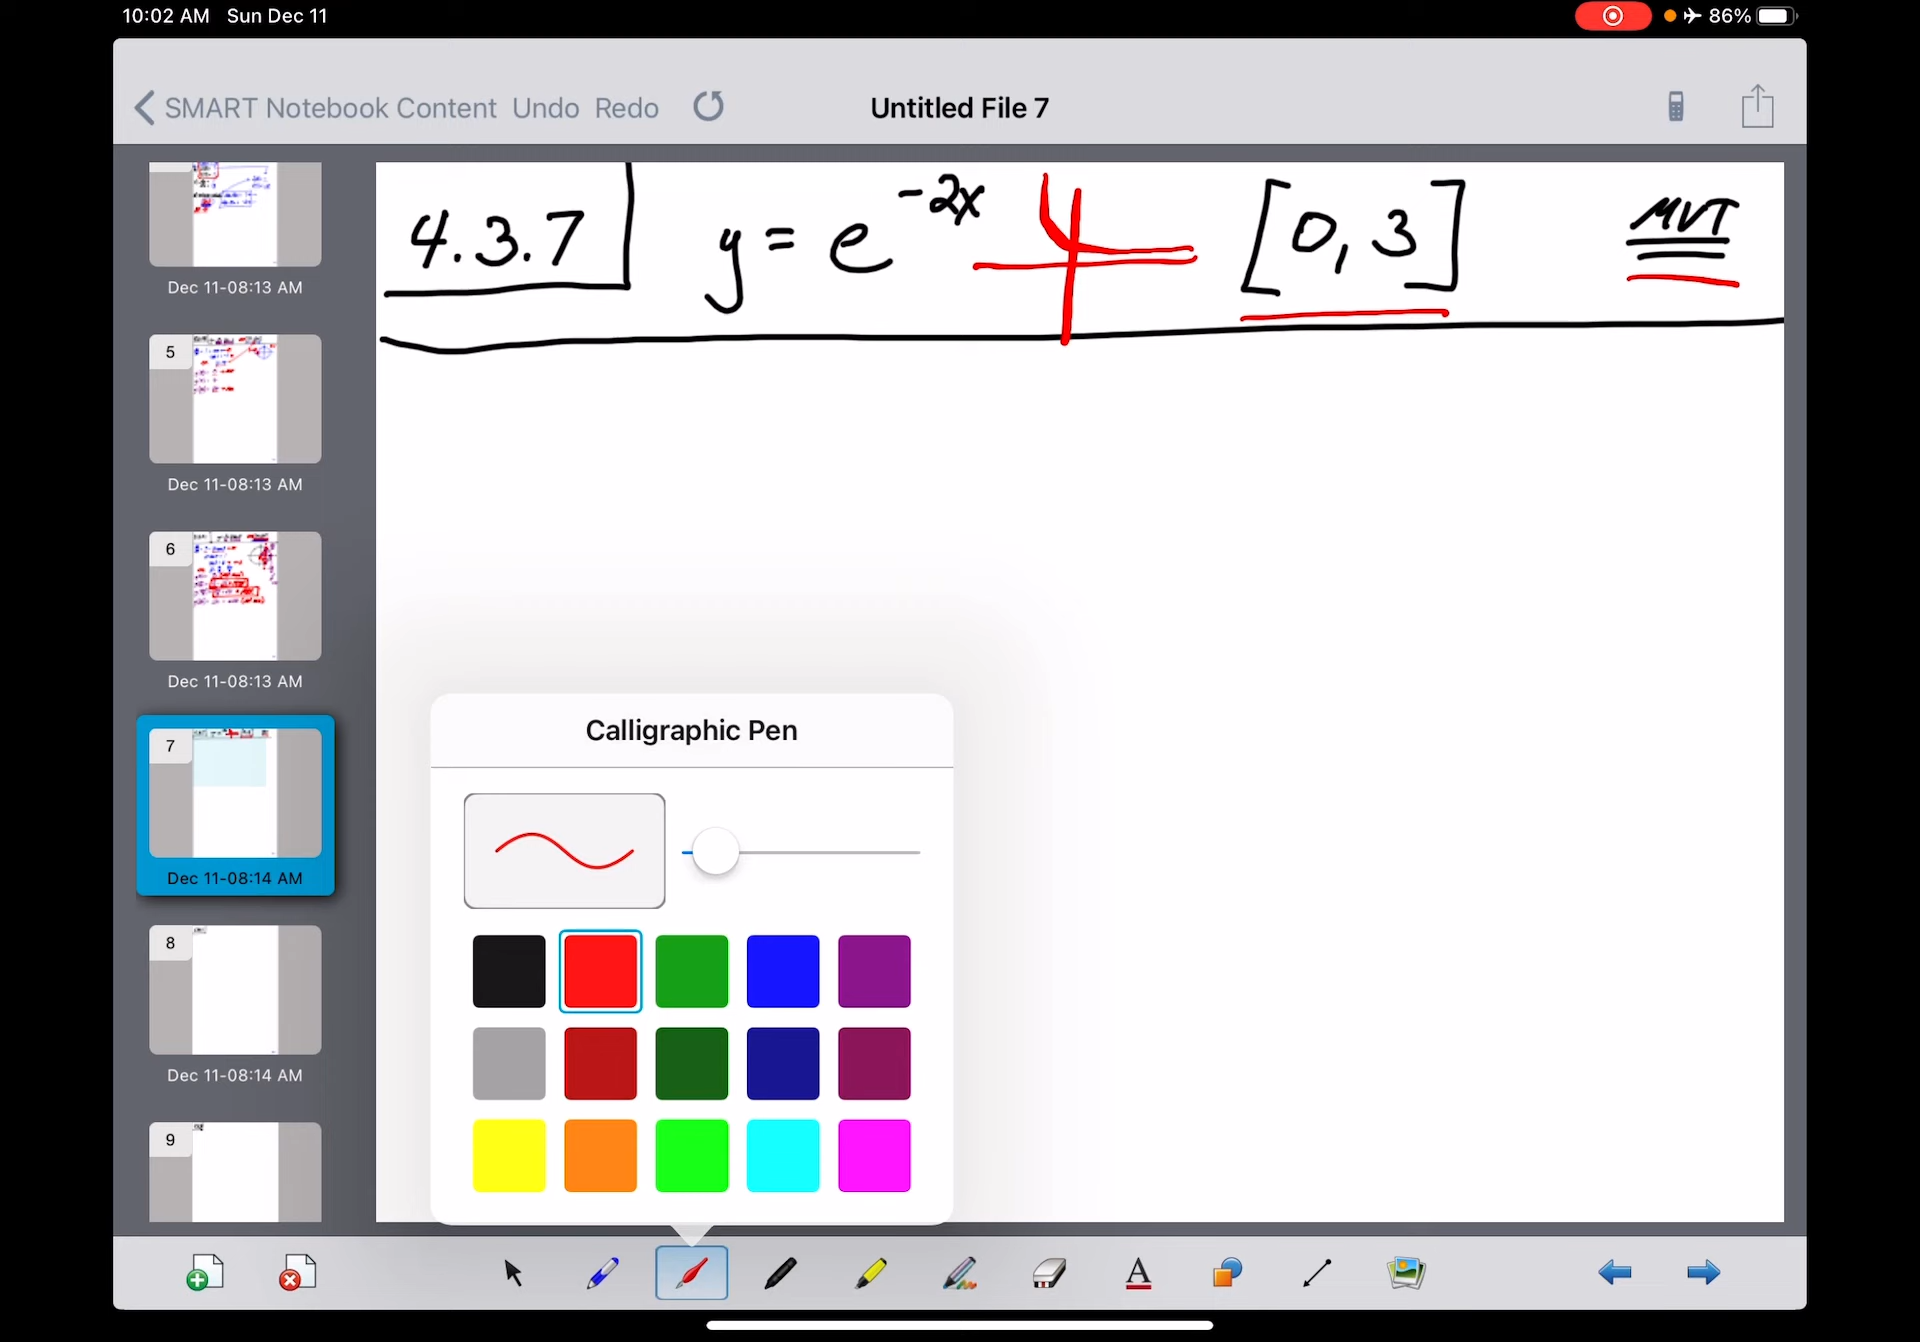 10:02 AM Sun Dec 11 86%
SMART Notebook Content Undo Redo Untitled File 7
4.3.7 y = e^{-2x} [0, 3] MVT
Dec 11-08:13 AM
5
Dec 11-08:13 AM
6
Dec 11-08:13 AM
7
Dec 11-08:14 AM
8
Dec 11-08:14 AM
9
Calligraphic Pen
A